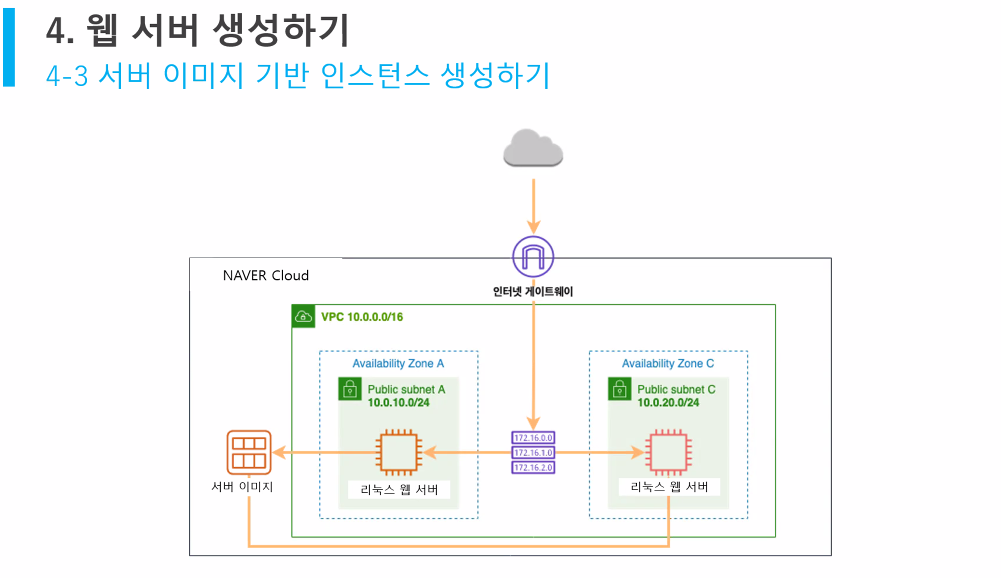 4. 웹 서버 생성하기
4-3 서버 이미지 기반 인스턴스 생성하기
NAVER Cloud
인터넷 게이트웨이
VPC 10.0.0.0/16
Availability Zone A
Public subnet A
10.0.10.0/24
리눅스 웹 서버
172.16.0.0
172.16.1.0
172.16.2.0
Availability Zone C
Public subnet C
10.0.20.0/24
리눅스 웹 서버
서버 이미지